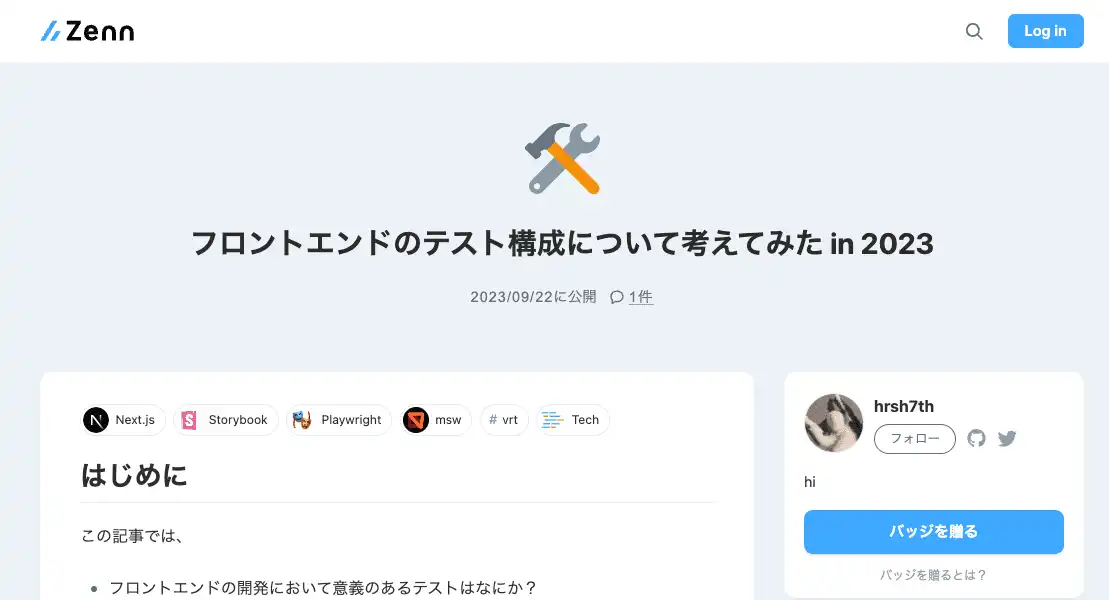 Zenn
Log in
フロントエンドのテスト構成について考えてみた in 2023
2023/09/22に公開 1件
Next.js Storybook Playwright msw # vrt Tech
はじめに
この記事では、
• フロントエンドの開発において意義のあるテストはなにか？
hrsh7th
フォロー
hi
バッジを贈る
バッジを贈るとは？